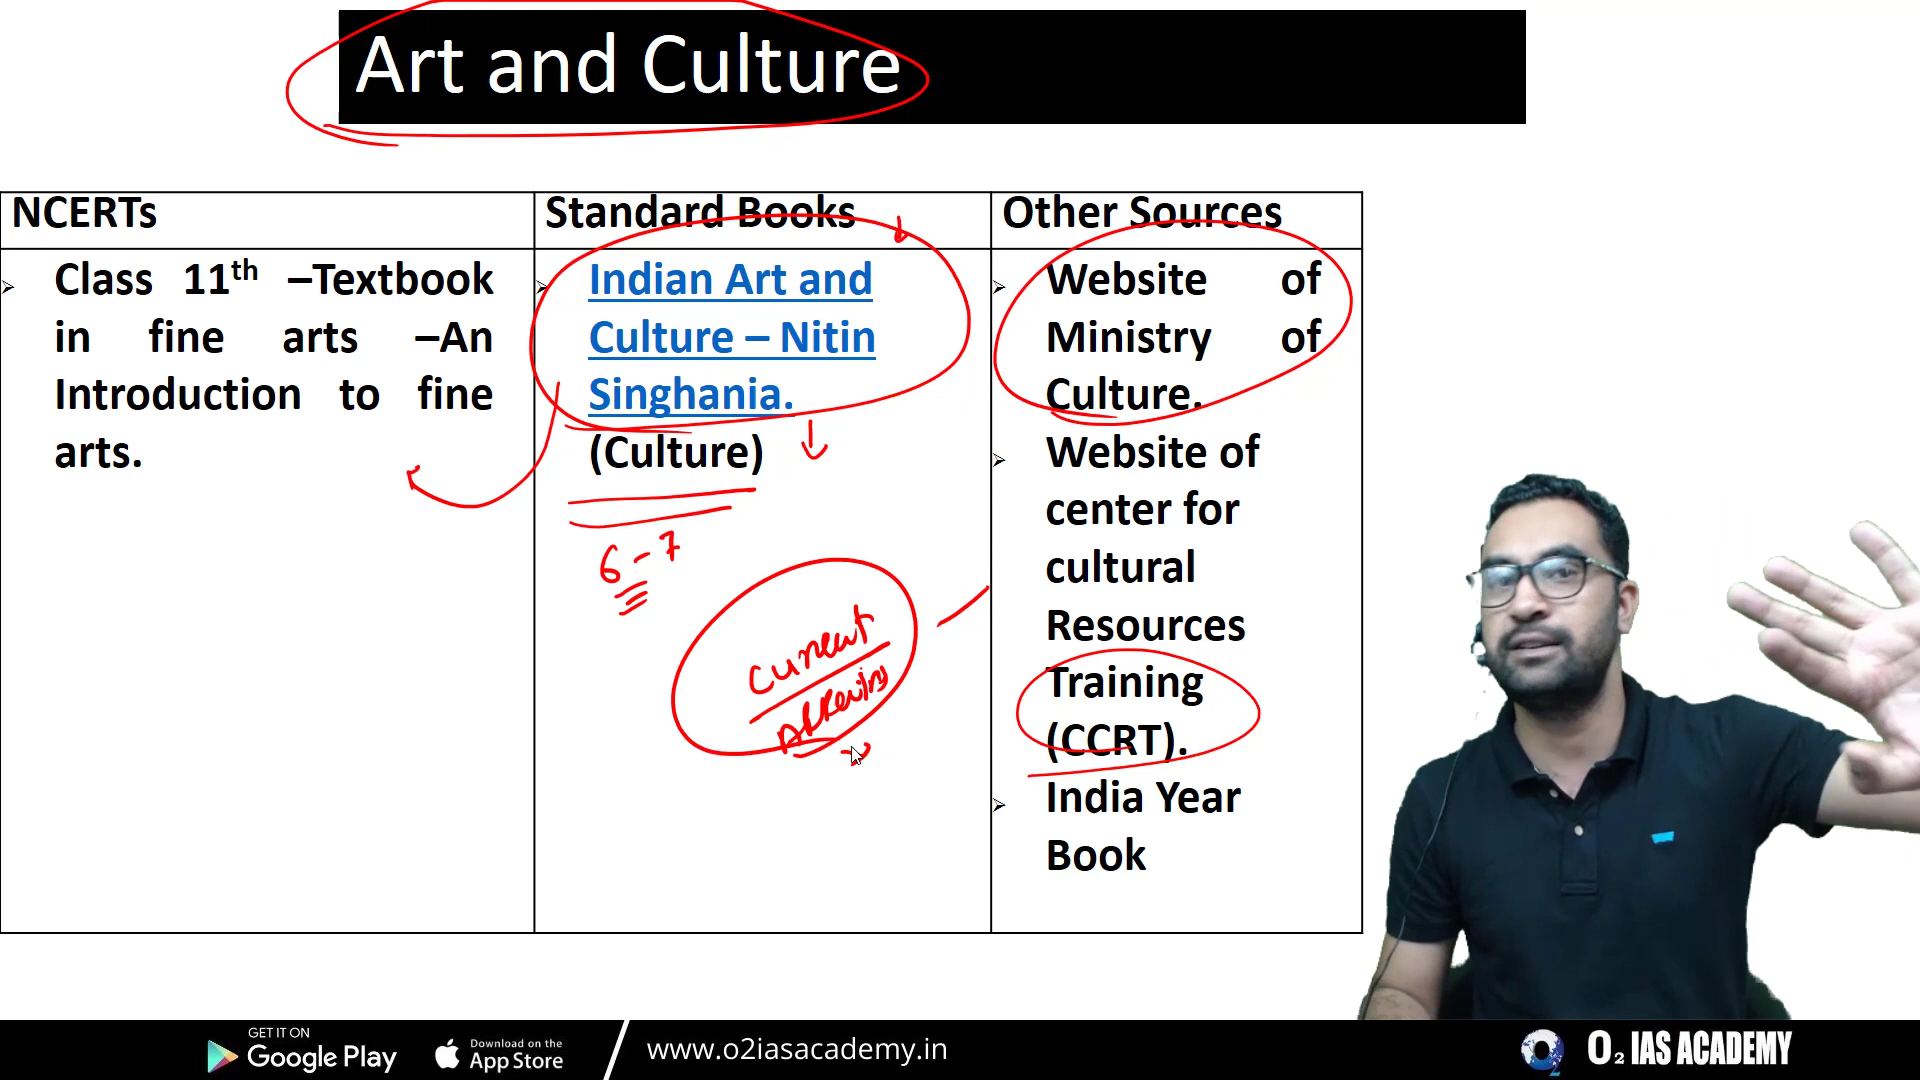 Art and Culture
NCERTs
Class 11th –Textbook
in fine arts –An
Introduction to fine
arts.
Standard Books
Indian Art and
Culture – Nitin
Singhania.
(Culture)
6-7
Current
Other Sources
Website of
Ministry of
Culture.
Website of
center for
cultural
Resources
Training
(CCRT).
India Year
Book
GET IT ON
Google Play
Download on the
App Store
www.o2iasacademy.in
O2 IAS ACADEMY